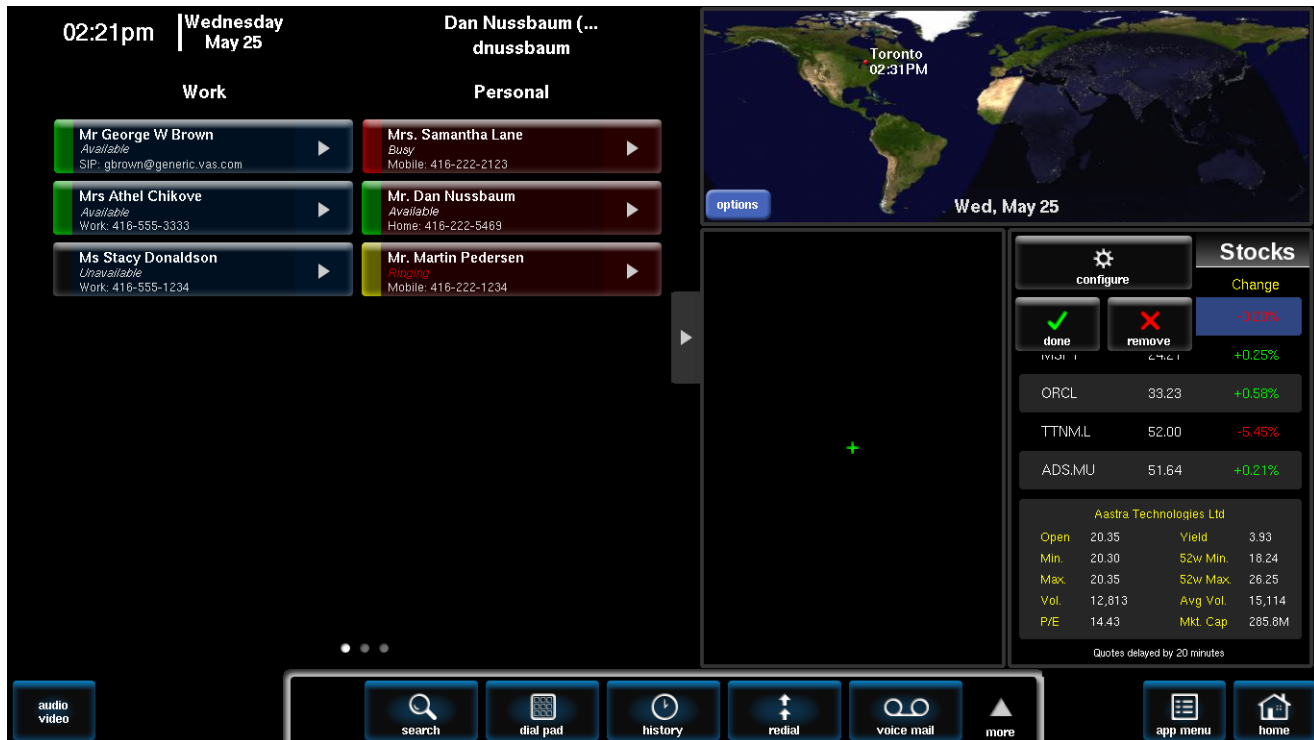 02:21pm
Wednesday
May 25
Dan Nussbaum (...
dnussbaum
Work
Personal
Mr George W Brown
Available
SIP: gbrown@generic.vas.com
Mrs Athel Chikove
Available
Work: 416-555-3333
Ms Stacy Donaldson
Unavailable
Work: 416-555-1234
Mrs. Samantha Lane
Busy
Mobile: 416-222-2123
Mr. Dan Nussbaum
Available
Home: 416-222-5469
Mr. Martin Pedersen
Ringing
Mobile: 416-222-1234
Toronto
02:31PM
options
Wed, May 25
configure
Stocks
Change
done
remove
+0.25%
ORCL 33.23 +0.58%
TTNM.L 52.00 -5.45%
ADS.MU 51.64 +0.21%
Aastra Technologies Ltd
Open 20.35 Yield 3.93
Min. 20.30 52w Min. 18.24
Max. 20.35 52w Max. 26.25
Vol. 12,813 Avg Vol. 15,114
P/E 14.43 Mkt. Cap 285.8M
Quotes delayed by 20 minutes
audio
video
search
dial pad
history
redial
voice mail
more
app menu
home